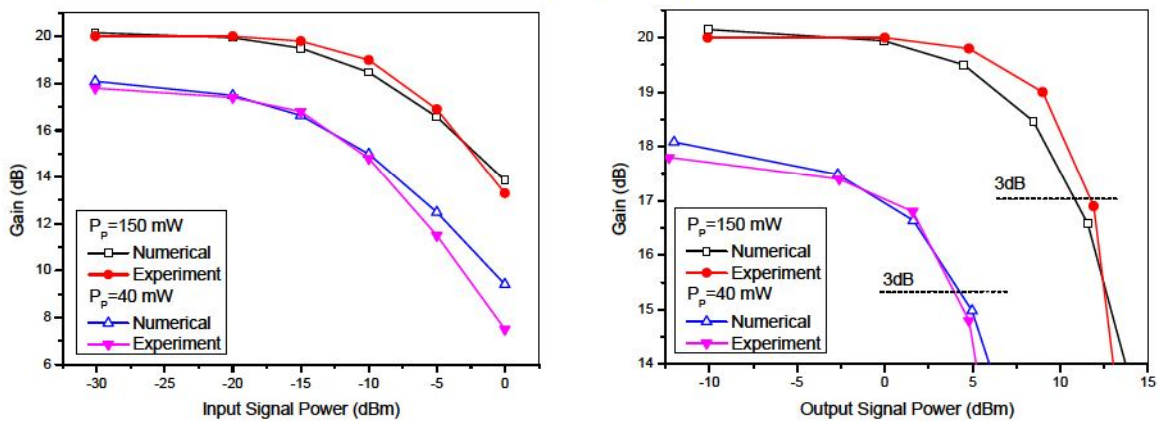 20
18
16
14
12
10
8
6
Gain (dB)
P_P=150 mW
Numerical
Experiment
P_P=40 mW
Numerical
Experiment
-30 -25 -20 -15 -10 -5 0
Input Signal Power (dBm)
20
19
18
17
16
15
14
Gain (dB)
3dB
3dB
P_P=150 mW
Numerical
Experiment
P_P=40 mW
Numerical
Experiment
-10 -5 0 5 10 15
Output Signal Power (dBm)